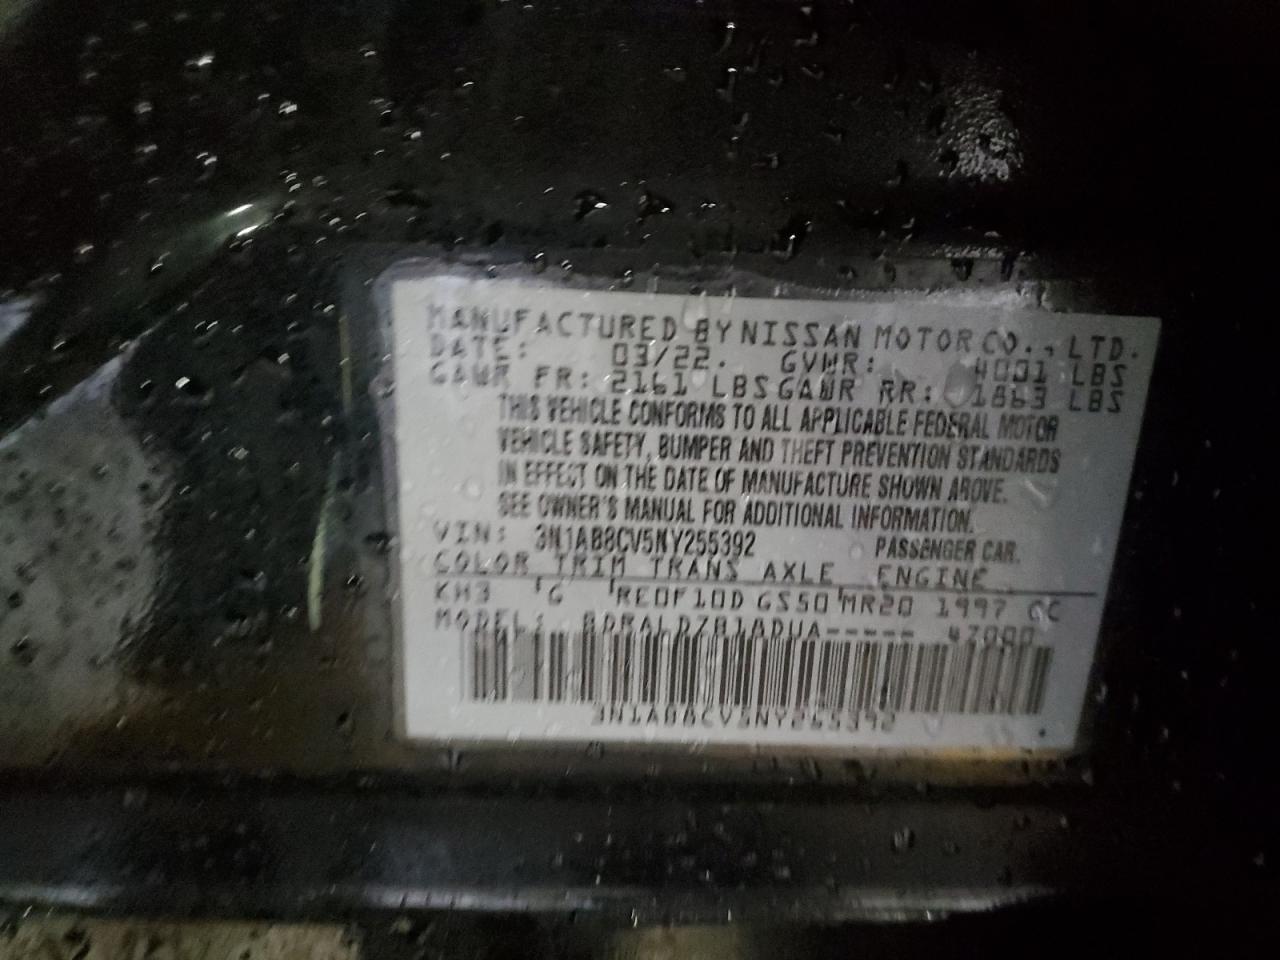 MANUFACTURED BY NISSAN MOTOR CO., LTD.
DATE: 03/22. GVWR: 4001 LBS
GAWR FR: 2161 LBS GAWR RR: 1863 LBS
THIS VEHICLE CONFORMS TO ALL APPLICABLE FEDERAL MOTOR
VEHICLE SAFETY, BUMPER AND THEFT PREVENTION STANDARDS
IN EFFECT ON THE DATE OF MANUFACTURE SHOWN ABOVE.
SEE OWNER'S MANUAL FOR ADDITIONAL INFORMATION.
VIN: 3N1AB8CV5NY255392 PASSENGER CAR.
COLOR TRIM TRANS AXLE ENGINE
KH3 G RE0F10D GS50 MR20 1997 CC
MODEL:
3N1AB8CV5NY255392